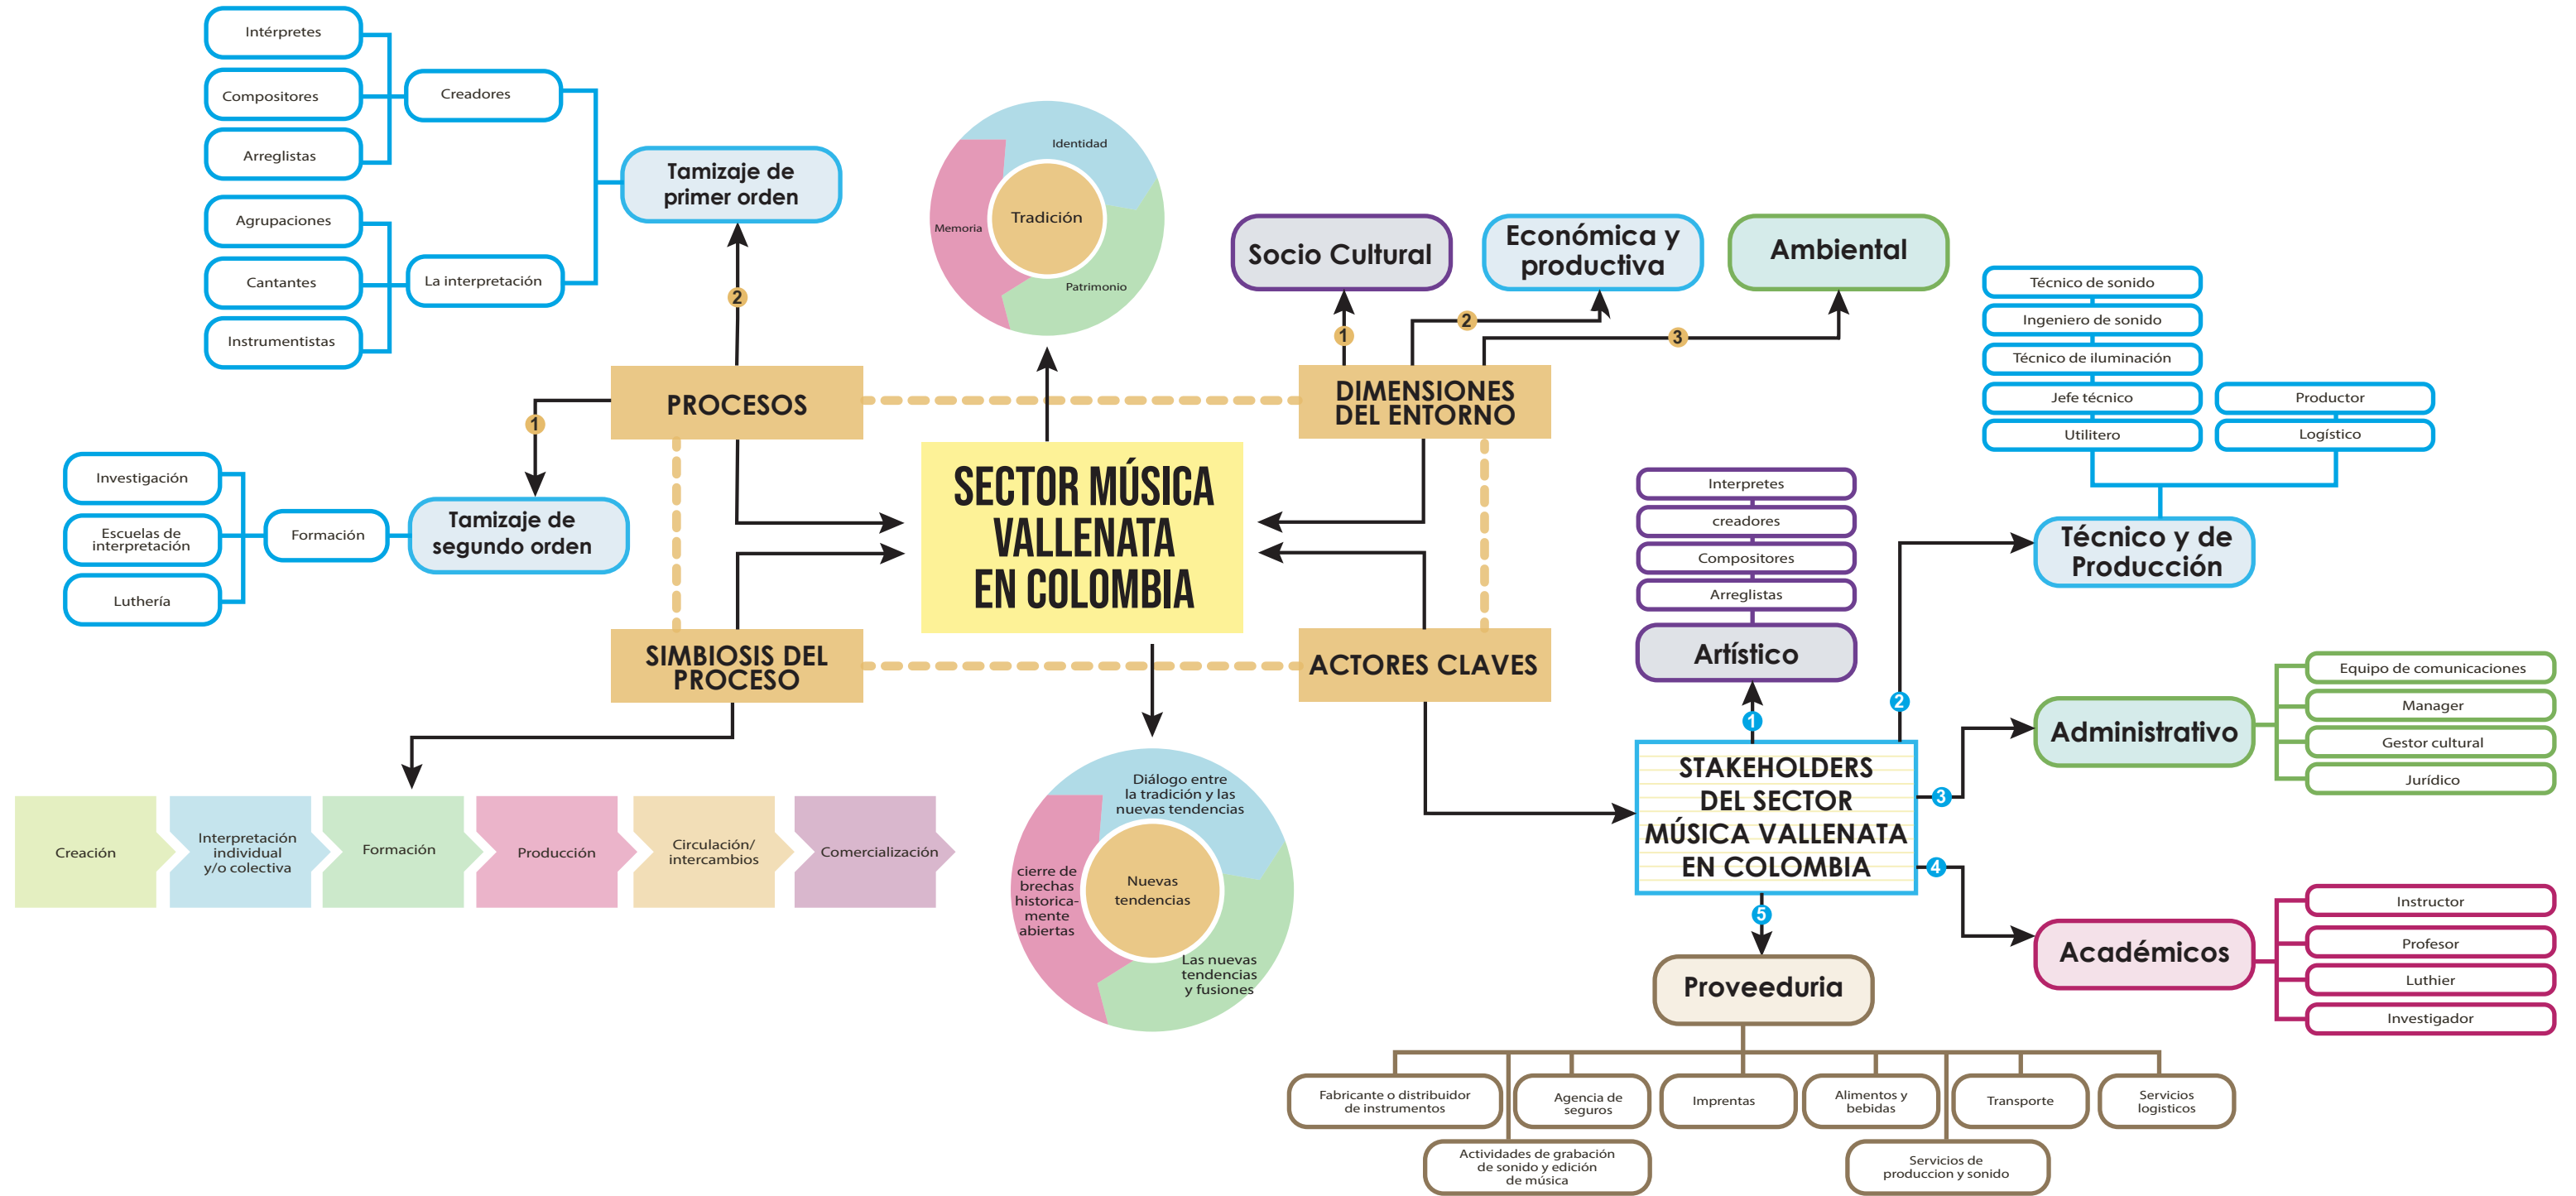 Intérpretes
Compositores
Arreglistas
Creadores
Agrupaciones
Cantantes
Instrumentistas
La interpretación
Tamizaje de
primer orden
2
PROCESOS
1
Tamizaje de
segundo orden
Formación
Investigación
Escuelas de
interpretación
Luthería
Identidad
Memoria
Tradición
Patrimonio
Socio Cultural
Económica y
productiva
Ambiental
1
2
3
DIMENSIONES
DEL ENTORNO
SECTOR MÚSICA
VALLENATA
EN COLOMBIA
SIMBIOSIS DEL
PROCESO
ACTORES CLAVES
Creación
Interpretación
individual
y/o colectiva
Formación
Producción
Circulación/
intercambios
Comercialización
Diálogo entre
la tradición y las
nuevas tendencias
cierre de
brechas
historica-
mente
abiertas
Nuevas
tendencias
Las nuevas
tendencias
y fusiones
Interpretes
creadores
Compositores
Arreglistas
Artístico
1
STAKEHOLDERS
DEL SECTOR
MÚSICA VALLENATA
EN COLOMBIA
2
Técnico de sonido
Ingeniero de sonido
Técnico de iluminación
Jefe técnico
Utilitero
Productor
Logístico
Técnico y de
Producción
3
Administrativo
Equipo de comunicaciones
Manager
Gestor cultural
Jurídico
4
Académicos
Instructor
Profesor
Luthier
Investigador
5
Proveeduria
Fabricante o distribuidor
de instrumentos
Agencia de
seguros
Imprentas
Alimentos y
bebidas
Transporte
Servicios
logisticos
Actividades de grabación
de sonido y edición
de música
Servicios de
produccion y sonido